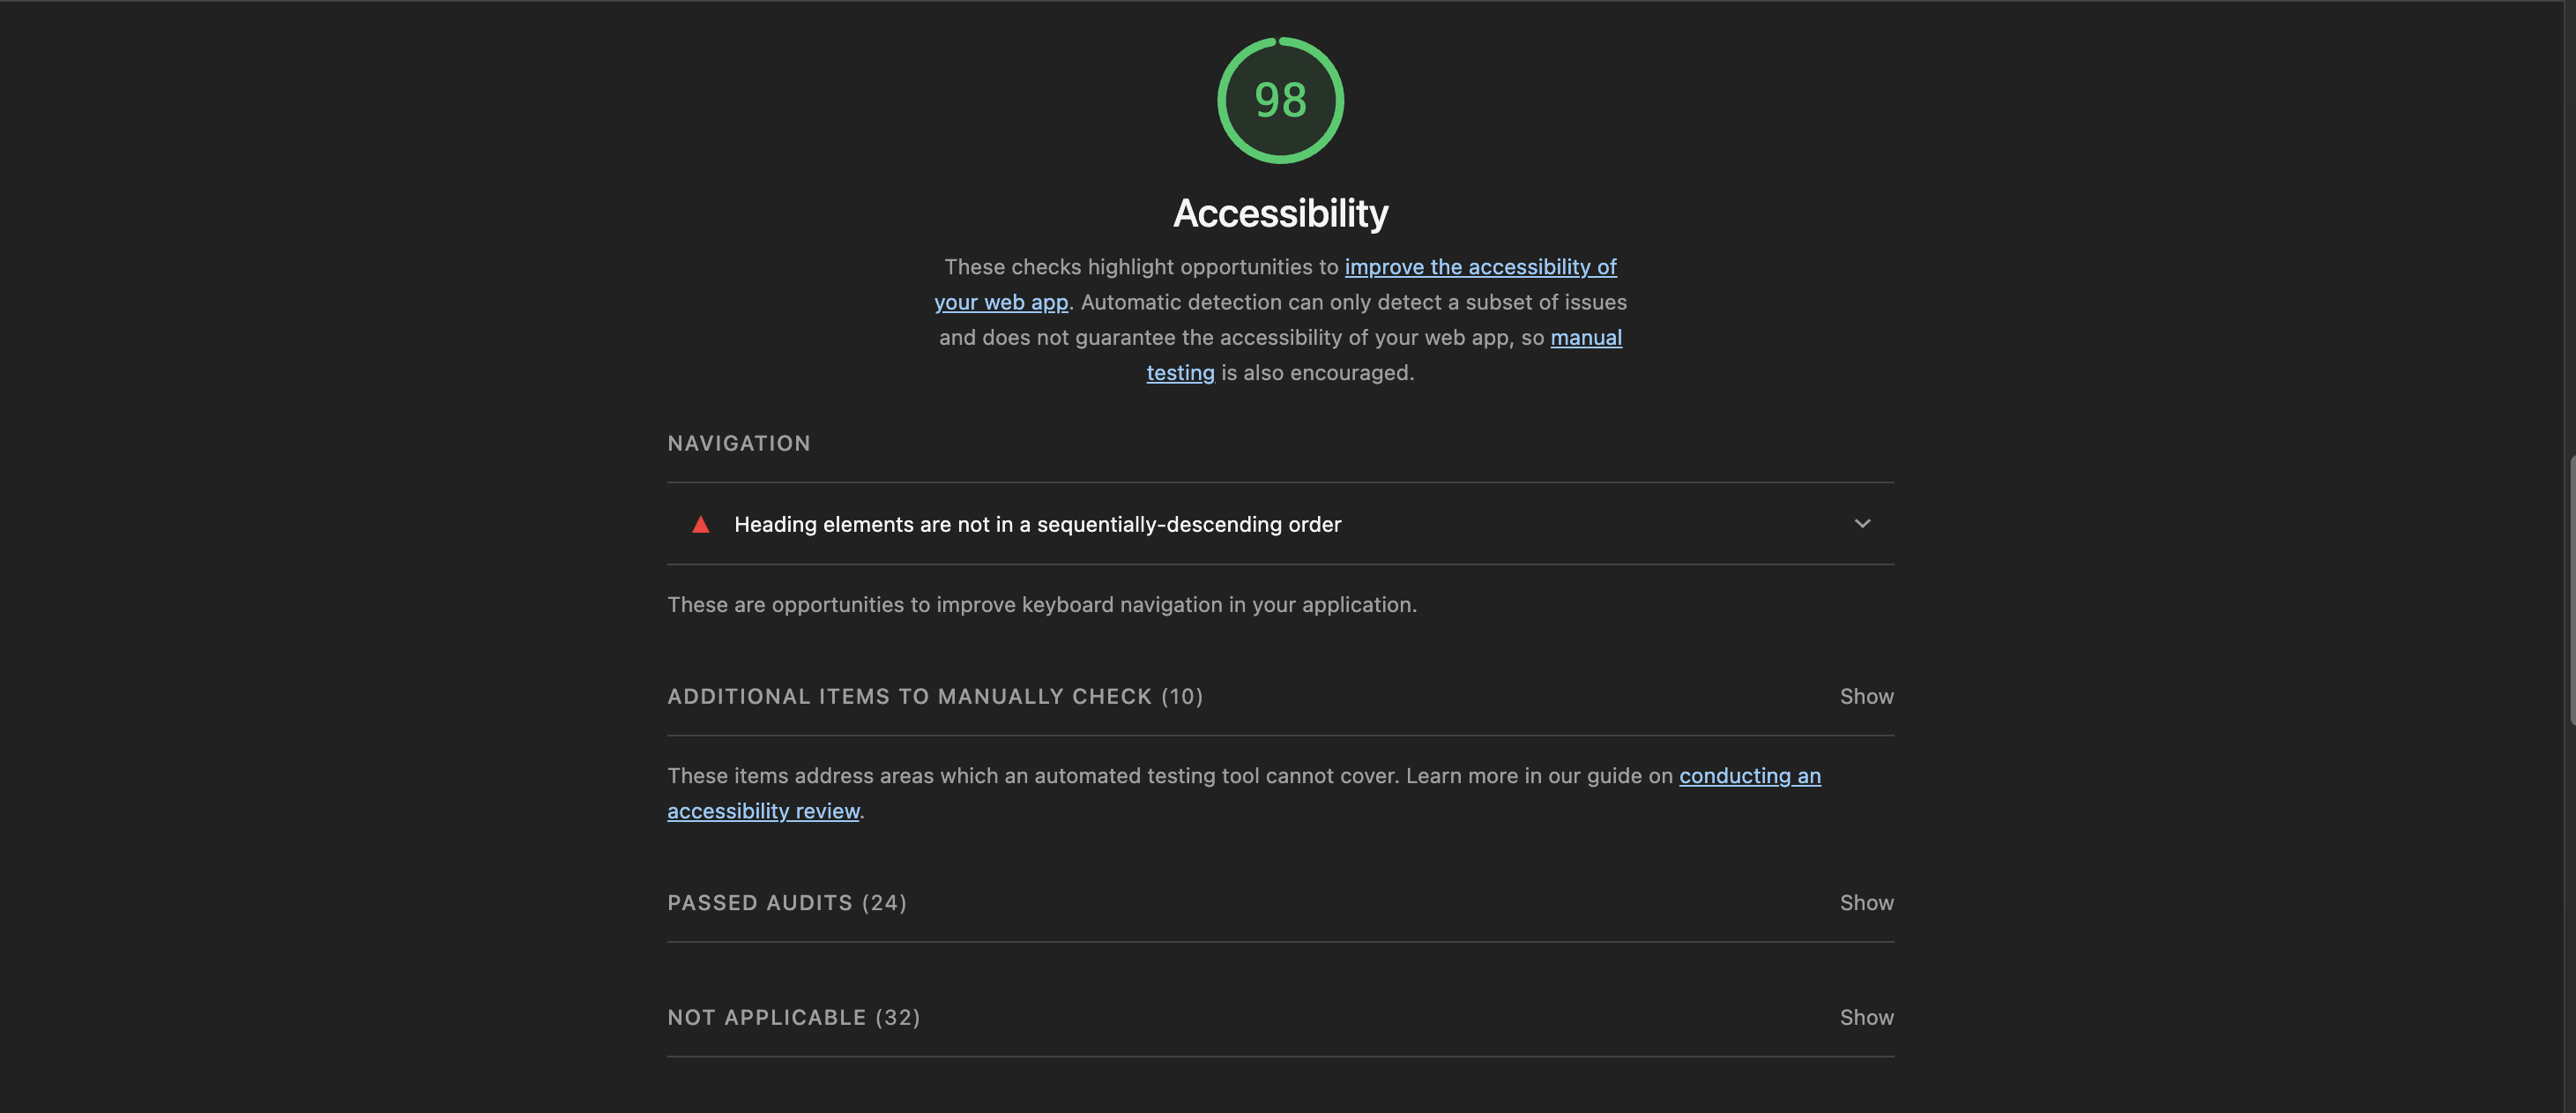 98
Accessibility
These checks highlight opportunities to improve the accessibility of
your web app. Automatic detection can only detect a subset of issues
and does not guarantee the accessibility of your web app, so manual
testing is also encouraged.
NAVIGATION
Heading elements are not in a sequentially-descending order
These are opportunities to improve keyboard navigation in your application.
ADDITIONAL ITEMS TO MANUALLY CHECK (10) Show
These items address areas which an automated testing tool cannot cover. Learn more in our guide on conducting an
accessibility review.
PASSED AUDITS (24) Show
NOT APPLICABLE (32) Show